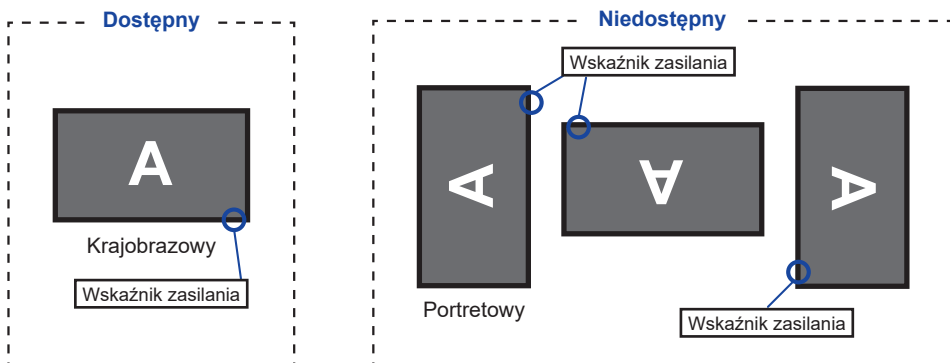 Dostępny
A
Krajobrazowy
Wskaźnik zasilania
Niedostępny
Wskaźnik zasilania
A
A
A
Portretowy
Wskaźnik zasilania